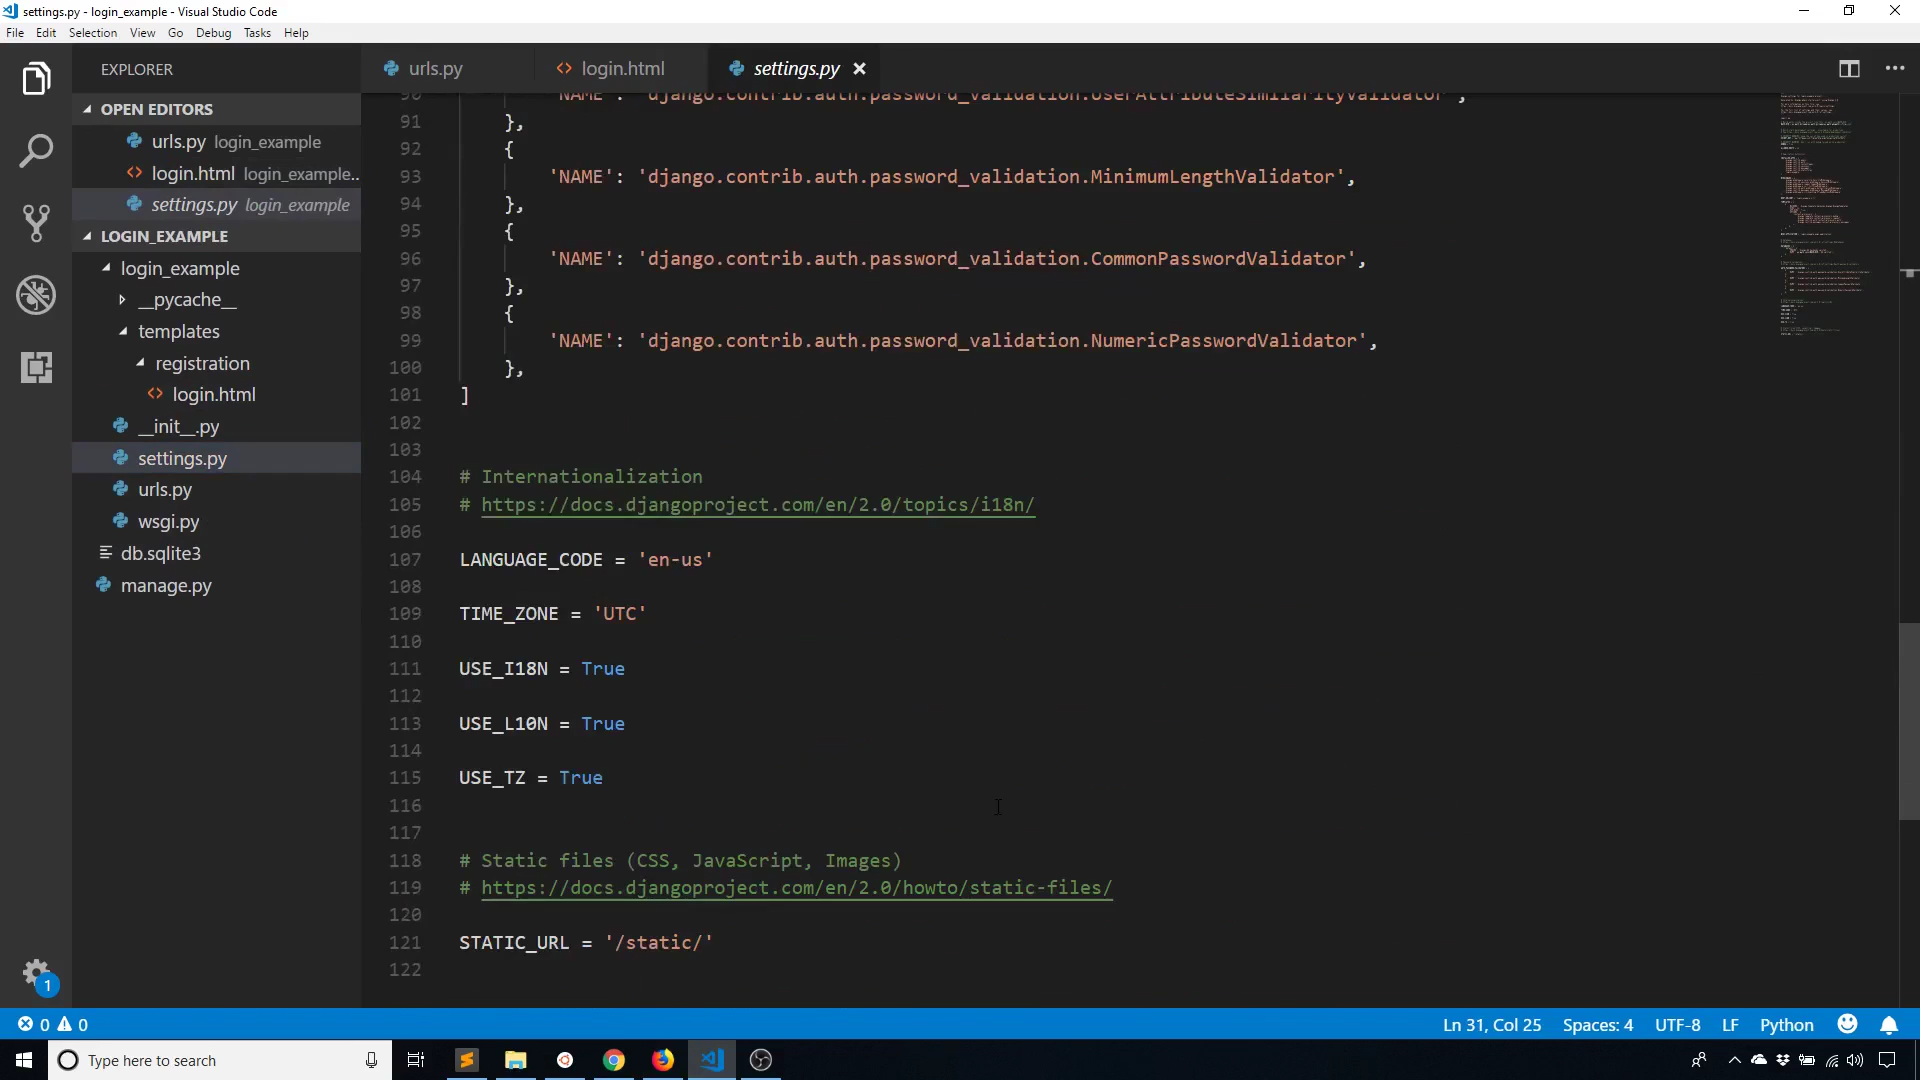 settings.py - login_example - Visual Studio Code
File Edit Selection View Go Debug Tasks Help
EXPLORER
OPEN EDITORS
urls.py login_example
login.html login_example...
settings.py login_example
LOGIN_EXAMPLE
login_example
__pycache__
templates
registration
login.html
__init__.py
settings.py
urls.py
wsgi.py
db.sqlite3
manage.py
1
urls.py login.html settings.py
90 'NAME': 'django.contrib.auth.password_validation.UserAttributeSimilarityValidator',
91 },
92 {
93 'NAME': 'django.contrib.auth.password_validation.MinimumLengthValidator',
94 },
95 {
96 'NAME': 'django.contrib.auth.password_validation.CommonPasswordValidator',
97 },
98 {
99 'NAME': 'django.contrib.auth.password_validation.NumericPasswordValidator',
100 },
101 ]
102
103
104 # Internationalization
105 # https://docs.djangoproject.com/en/2.0/topics/i18n/
106
107 LANGUAGE_CODE = 'en-us'
108
109 TIME_ZONE = 'UTC'
110
111 USE_I18N = True
112
113 USE_L10N = True
114
115 USE_TZ = True
116
117
118 # Static files (CSS, JavaScript, Images)
119 # https://docs.djangoproject.com/en/2.0/howto/static-files/
120
121 STATIC_URL = '/static/'
122
0 0 Ln 31, Col 25 Spaces: 4 UTF-8 LF Python
Type here to search